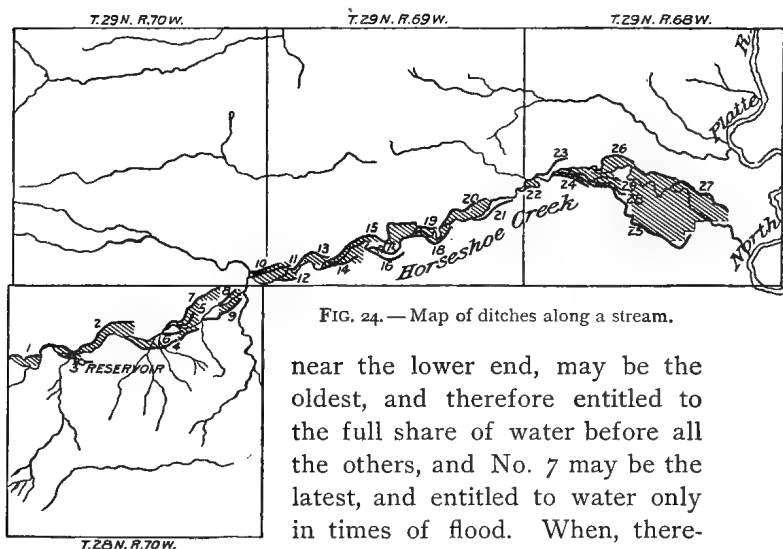 T.29N. R.70W. T.29N. R.69W. T.29N. R.68W.
Platte
R.
23
26
22
24
27
25
20
21
19
15
18
16
13
14
10
11
12
Horseshoe Creek
North
7
8
5
9
2
6
4
1
3
RESERVOIR
FIG. 24.—Map of ditches along a stream.
near the lower end, may be the
oldest, and therefore entitled to
the full share of water before all
the others, and No. 7 may be the
latest, and entitled to water only
in times of flood. When, there-
T.28N. R.70W.